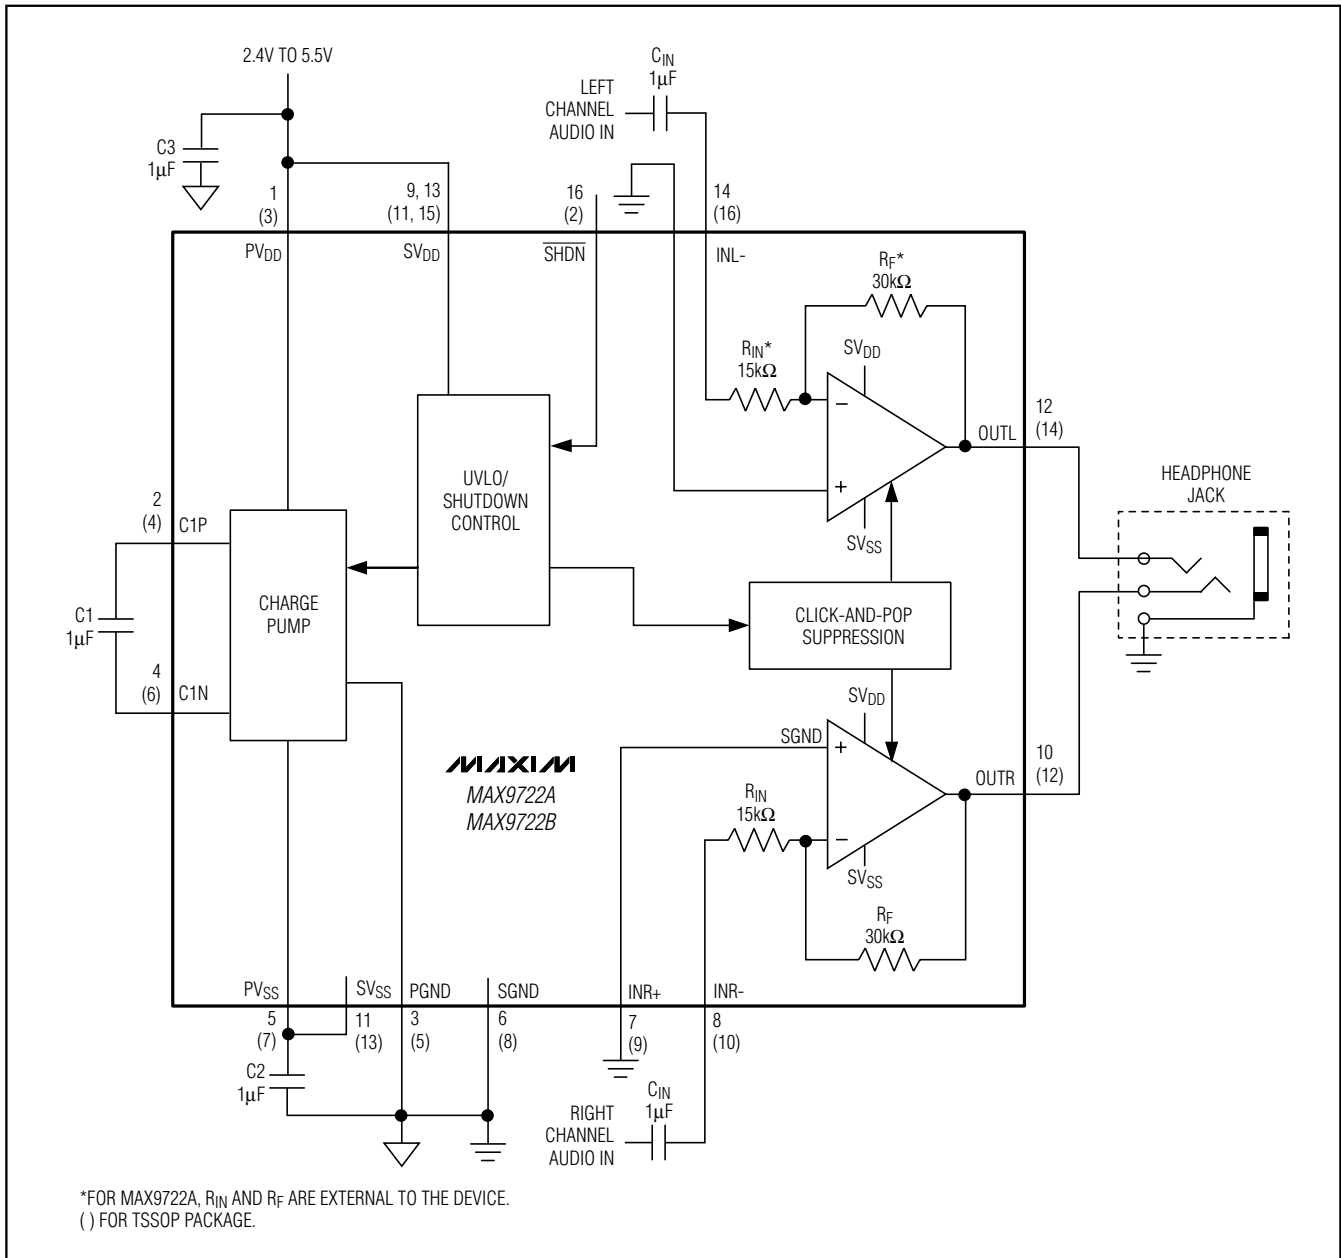 2.4V TO 5.5V
C3
1µF
1
(3)
9, 13
(11, 15)
16
(2)
LEFT
CHANNEL
AUDIO IN
CIN
1µF
14
(16)
PVDD
SVDD
SHDN
INL-
RF*
30kΩ
RIN*
15kΩ
SVDD
−
+
SVSS
OUTL
12
(14)
HEADPHONE
JACK
UVLO/
SHUTDOWN
CONTROL
2
(4)
C1P
C1
1µF
4
(6)
C1N
CHARGE
PUMP
CLICK-AND-POP
SUPPRESSION
MAXIM
MAX9722A
MAX9722B
SVDD
SGND
+
−
RIN
15kΩ
SVSS
OUTR
10
(12)
RF
30kΩ
PVSS
SVSS
PGND
SGND
INR+
INR-
5
(7)
11
(13)
3
(5)
6
(8)
7
(9)
8
(10)
C2
1µF
RIGHT
CHANNEL
AUDIO IN
CIN
1µF
*FOR MAX9722A, RIN AND RF ARE EXTERNAL TO THE DEVICE.
( ) FOR TSSOP PACKAGE.